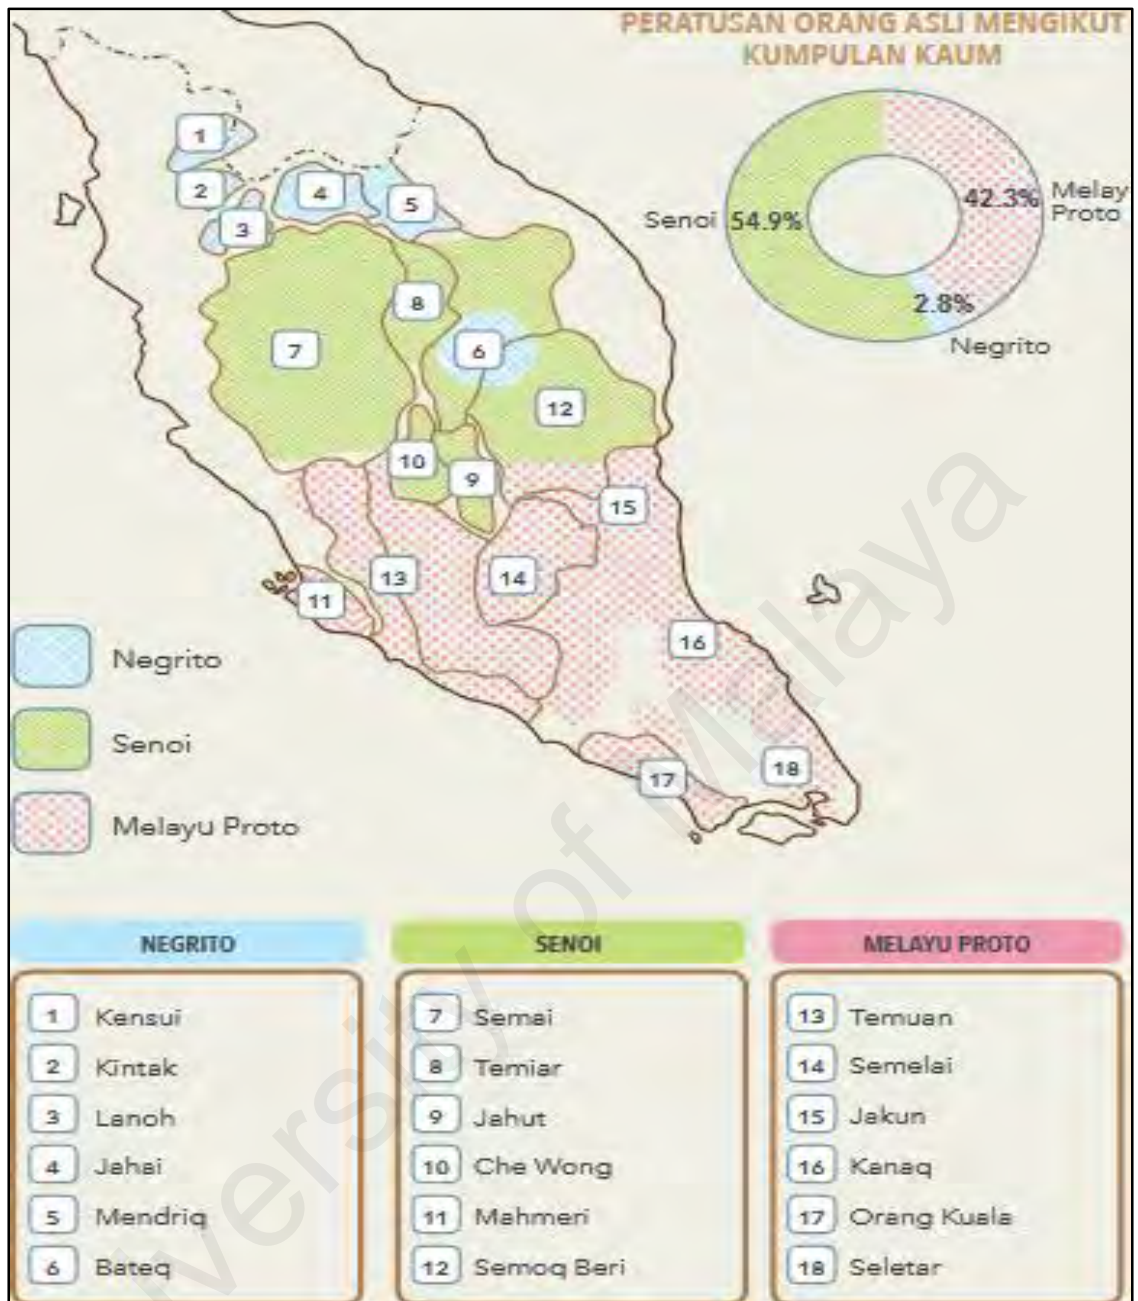 PERATUSAN ORANG ASLI MENGIKUT
KUMPULAN KAUM
Senoi 54.9%
42.3% Melay
Proto
2.8%
Negrito
1
2
3
4
5
6
7
8
9
10
11
12
13
14
15
16
17
18
Negrito
Senoi
Melayu Proto
NEGRITO
1 Kensui
2 Kintak
3 Lanoh
4 Jahai
5 Mendriq
6 Bateq
SENOI
7 Semai
8 Temiar
9 Jahut
10 Che Wong
11 Mahmeri
12 Semoq Beri
MELAYU PROTO
13 Temuan
14 Semelai
15 Jakun
16 Kanaq
17 Orang Kuala
18 Seletar
versity of Malaya